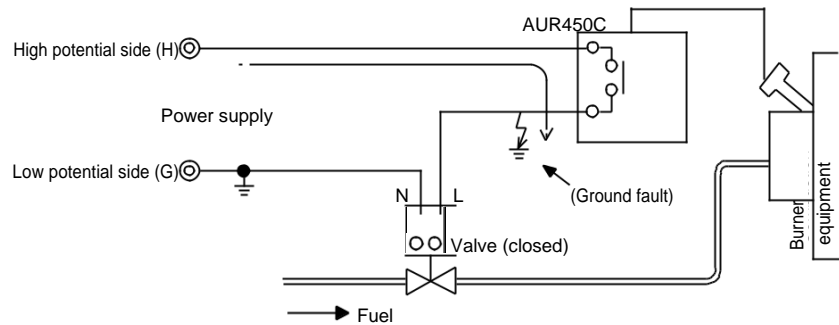 AUR450C
High potential side (H)
Power supply
Low potential side (G)
N
L
(Ground fault)
Valve (closed)
Burner
equipment
Fuel